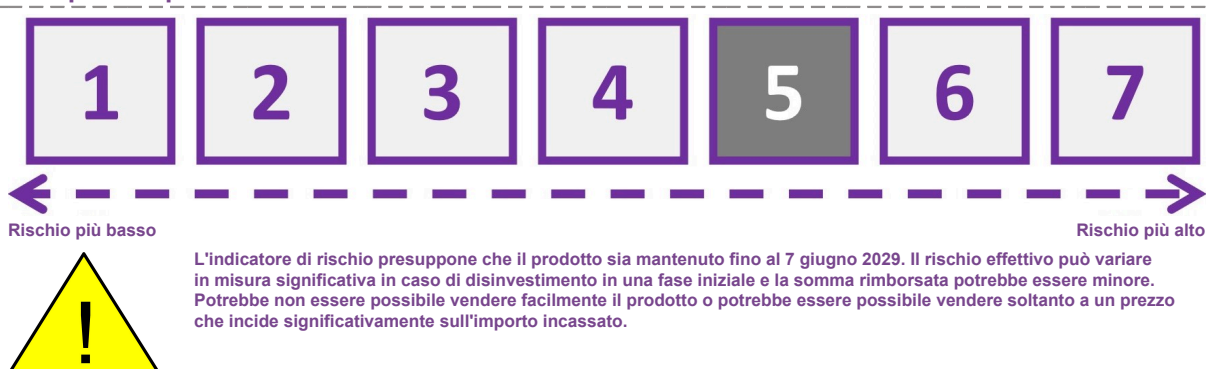 1 2 3 4 5 6 7
Rischio più basso Rischio più alto
L'indicatore di rischio presuppone che il prodotto sia mantenuto fino al 7 giugno 2029. Il rischio effettivo può variare
in misura significativa in caso di disinvestimento in una fase iniziale e la somma rimborsata potrebbe essere minore.
Potrebbe non essere possibile vendere facilmente il prodotto o potrebbe essere possibile vendere soltanto a un prezzo
che incide significativamente sull'importo incassato.
!